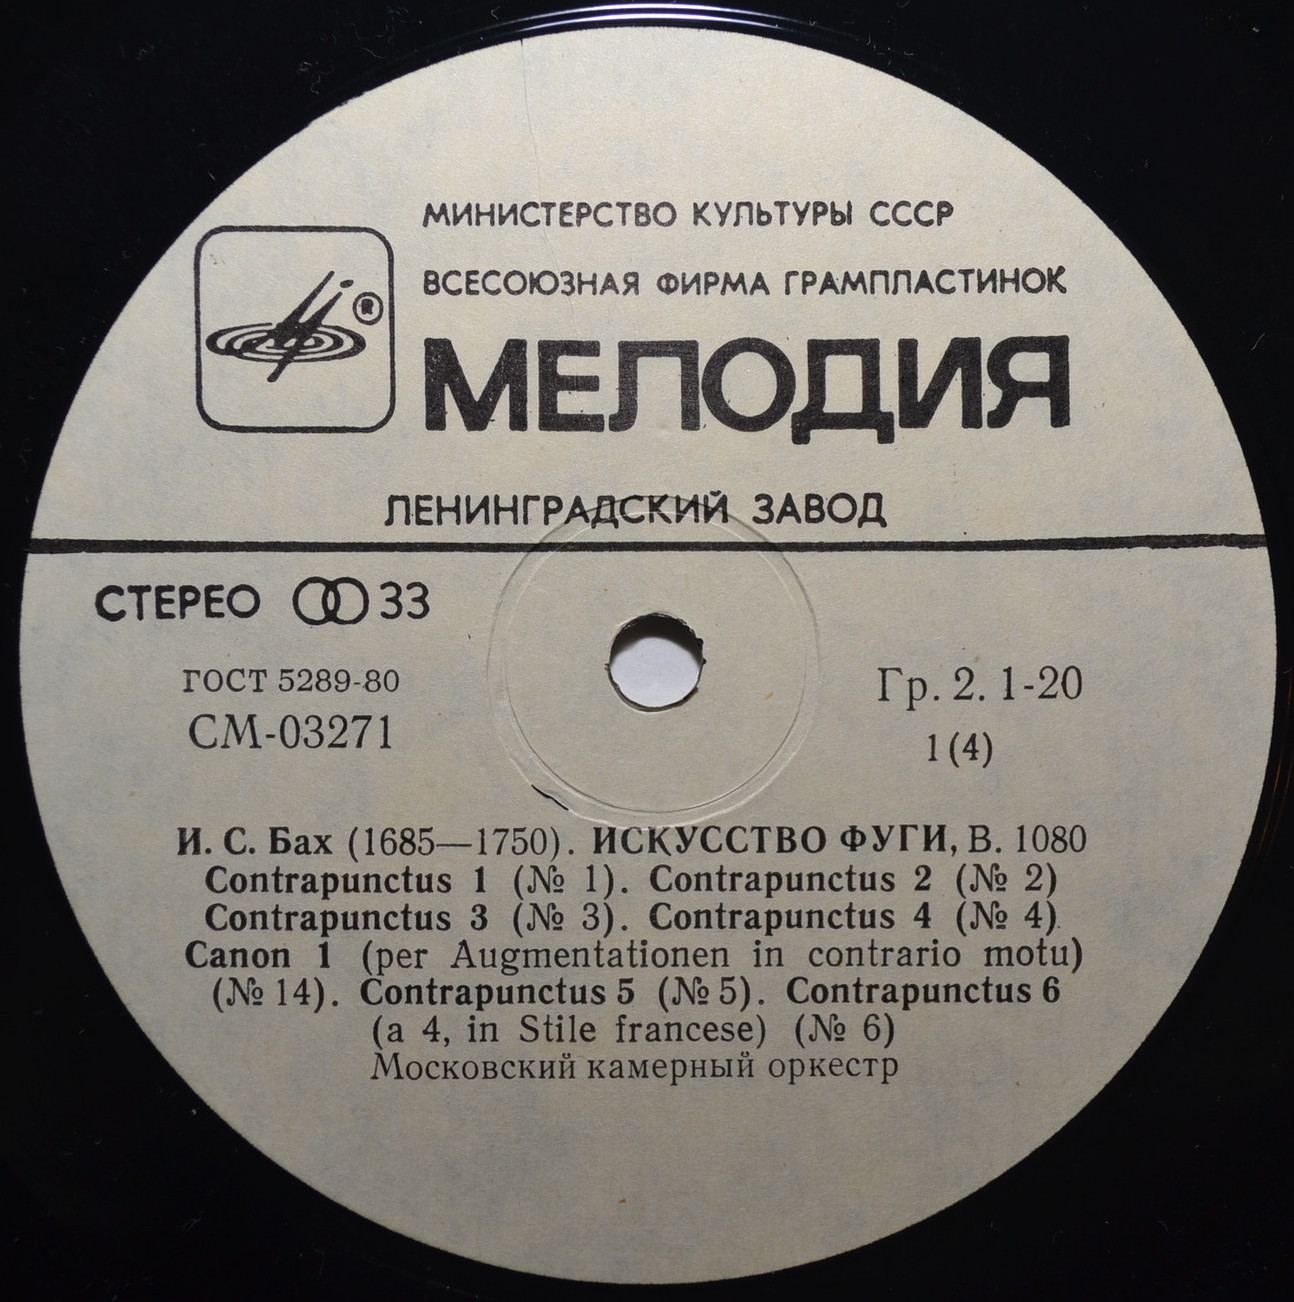 МИНИСТЕРСТВО КУЛЬТУРЫ СССР
ВСЕСОЮЗНАЯ ФИРМА ГРАМПЛАСТИНОК
®
МЕЛОДИЯ
ЛЕНИНГРАДСКИЙ ЗАВОД
СТЕРЕО 33
ГОСТ 5289-80
СМ-03271
Гр. 2. 1-20
1 (4)
И. С. Бах (1685—1750). ИСКУССТВО ФУГИ, В. 1080
Contrapunctus 1 (№ 1). Contrapunctus 2 (№ 2)
Contrapunctus 3 (№ 3). Contrapunctus 4 (№ 4)
Canon 1 (per Augmentationen in contrario motu)
(№ 14). Contrapunctus 5 (№ 5). Contrapunctus 6
(a 4, in Stile francese) (№ 6)
Московский камерный оркестр